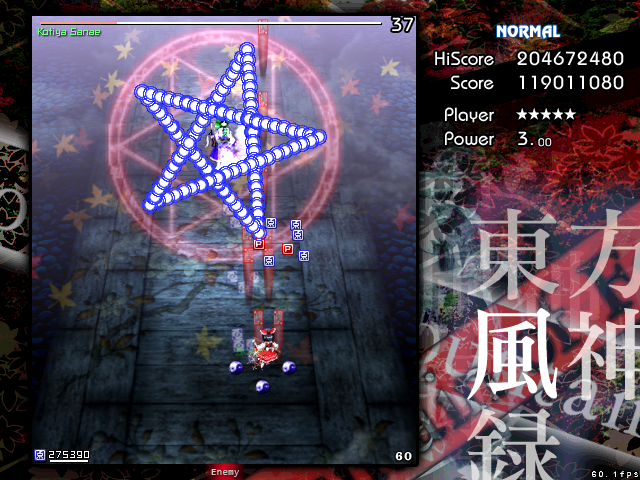 37
Kotiya Sanae
NORMAL
HiScore 204672480
Score 119011080
Player ★★★★★
Power 3.00
P
P
東方
風神
録
275390
60
Enemy
60.1fps